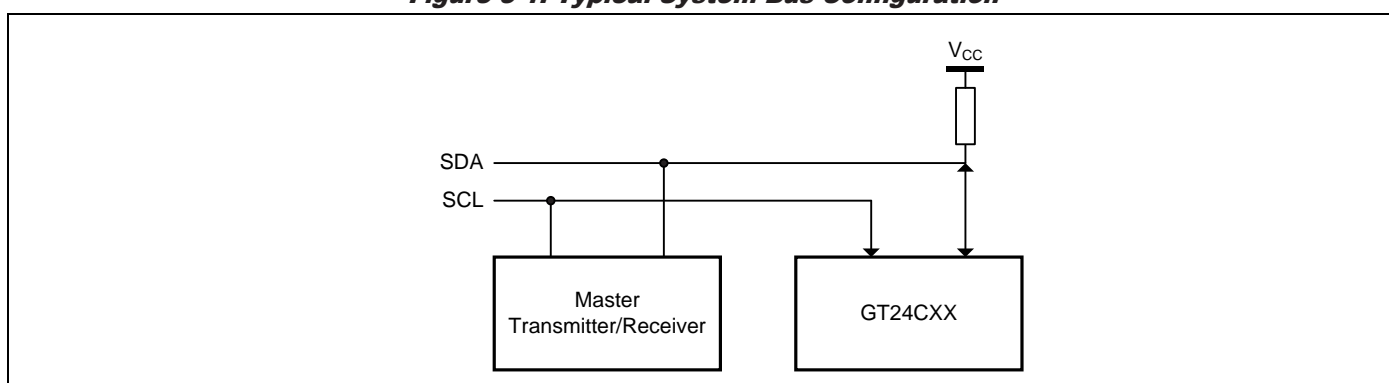 Figure 5-1. Typical System Bus Configuration
VCC
SDA
SCL
Master
Transmitter/Receiver
GT24CXX